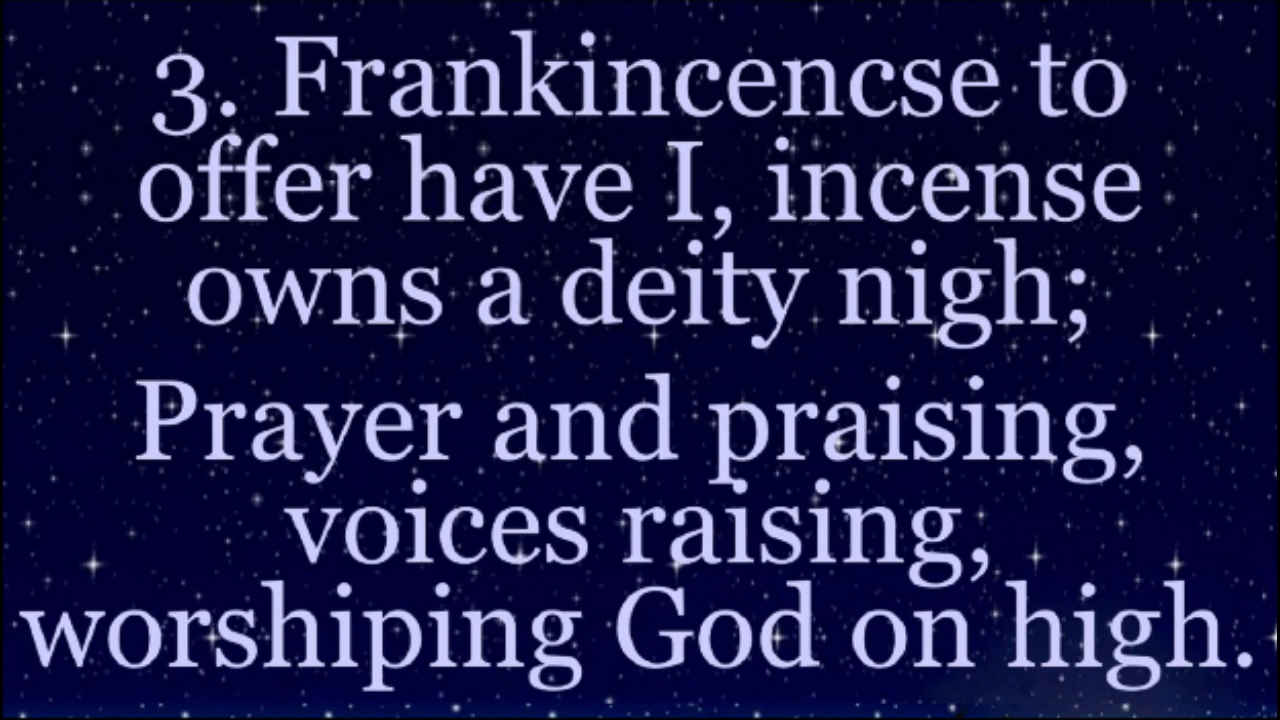 3. Frankincencse to
offer have I, incense
owns a deity nigh;
Prayer and praising,
voices raising,
worshiping God on high.